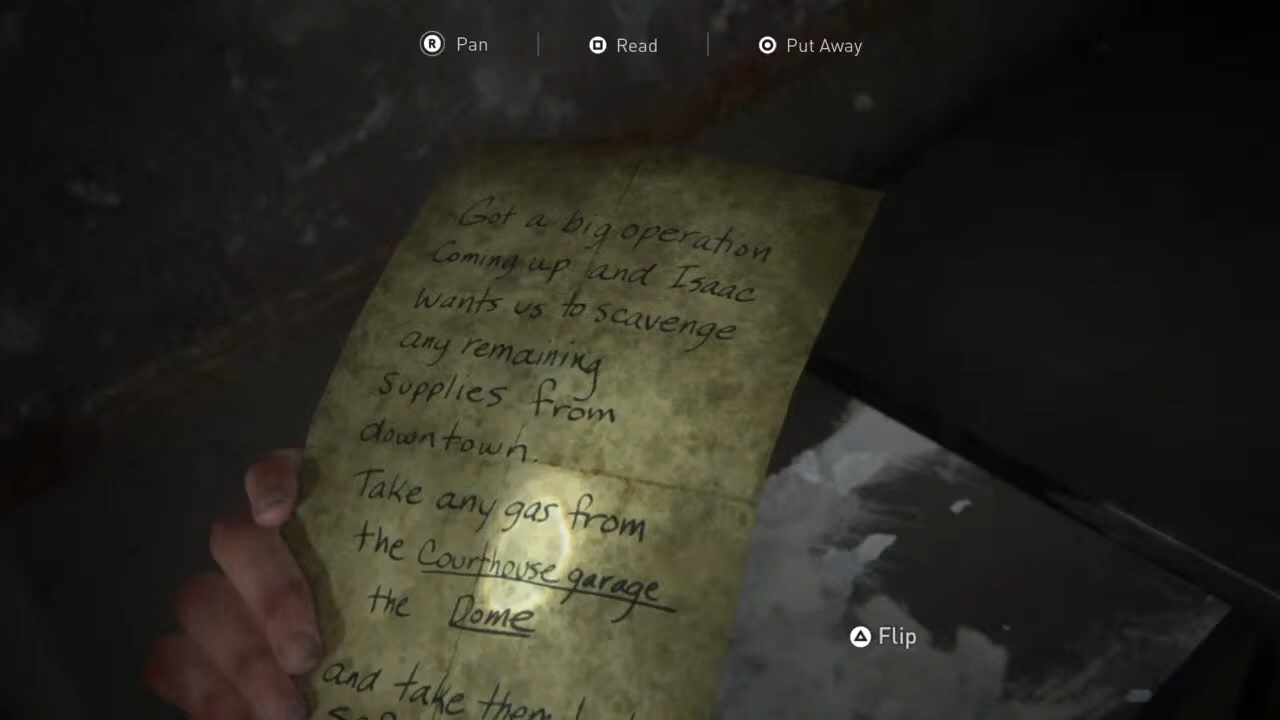 R Pan | Read | Put Away
Got a big operation
Coming up and Isaac
wants us to scavenge
any remaining
supplies from
downtown.
Take any gas from
the Courthouse garage
the Dome
Flip
and take them